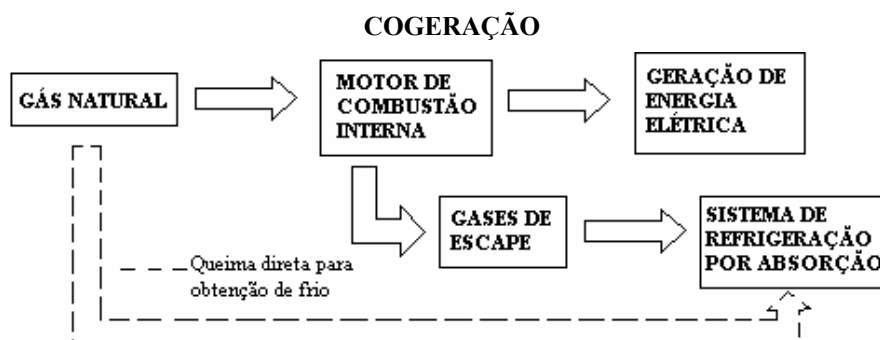 COGERAÇÃO
GÁS NATURAL
MOTOR DE
COMBUSTÃO
INTERNA
GERAÇÃO DE
ENERGIA
ELÉTRICA
GASES DE
ESCAPE
SISTEMA DE
REFRIGERAÇÃO
POR ABSORÇÃO
Queima direta para
obtenção de frio